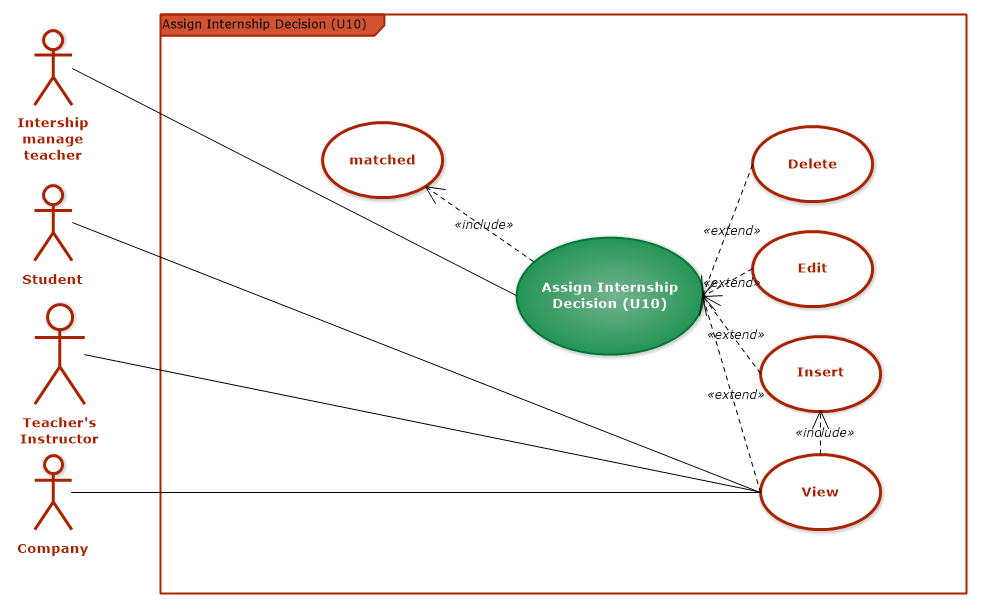 Assign Internship Decision (U10)
Intership
manage
teacher
Student
Teacher's
Instructor
Company
matched
«include»
Assign Internship
Decision (U10)
Delete
«extend»
Edit
«extend»
«extend»
Insert
«extend»
«include»
View